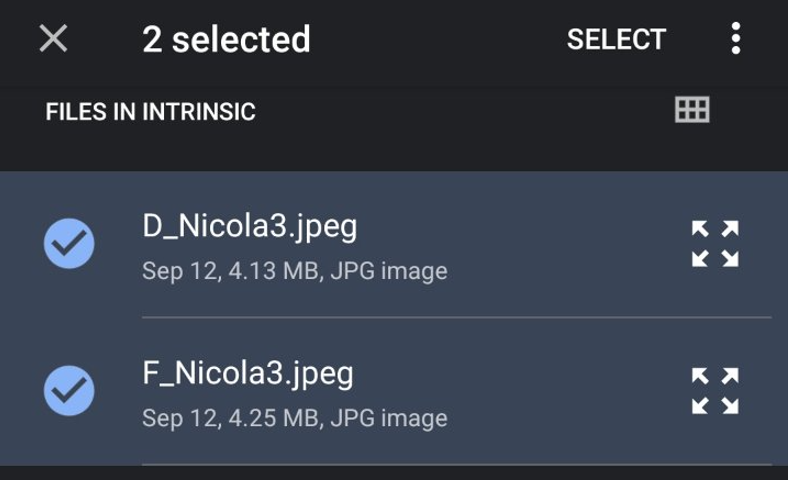 2 selected
SELECT
FILES IN INTRINSIC
D_Nicola3.jpeg
Sep 12, 4.13 MB, JPG image
F_Nicola3.jpeg
Sep 12, 4.25 MB, JPG image